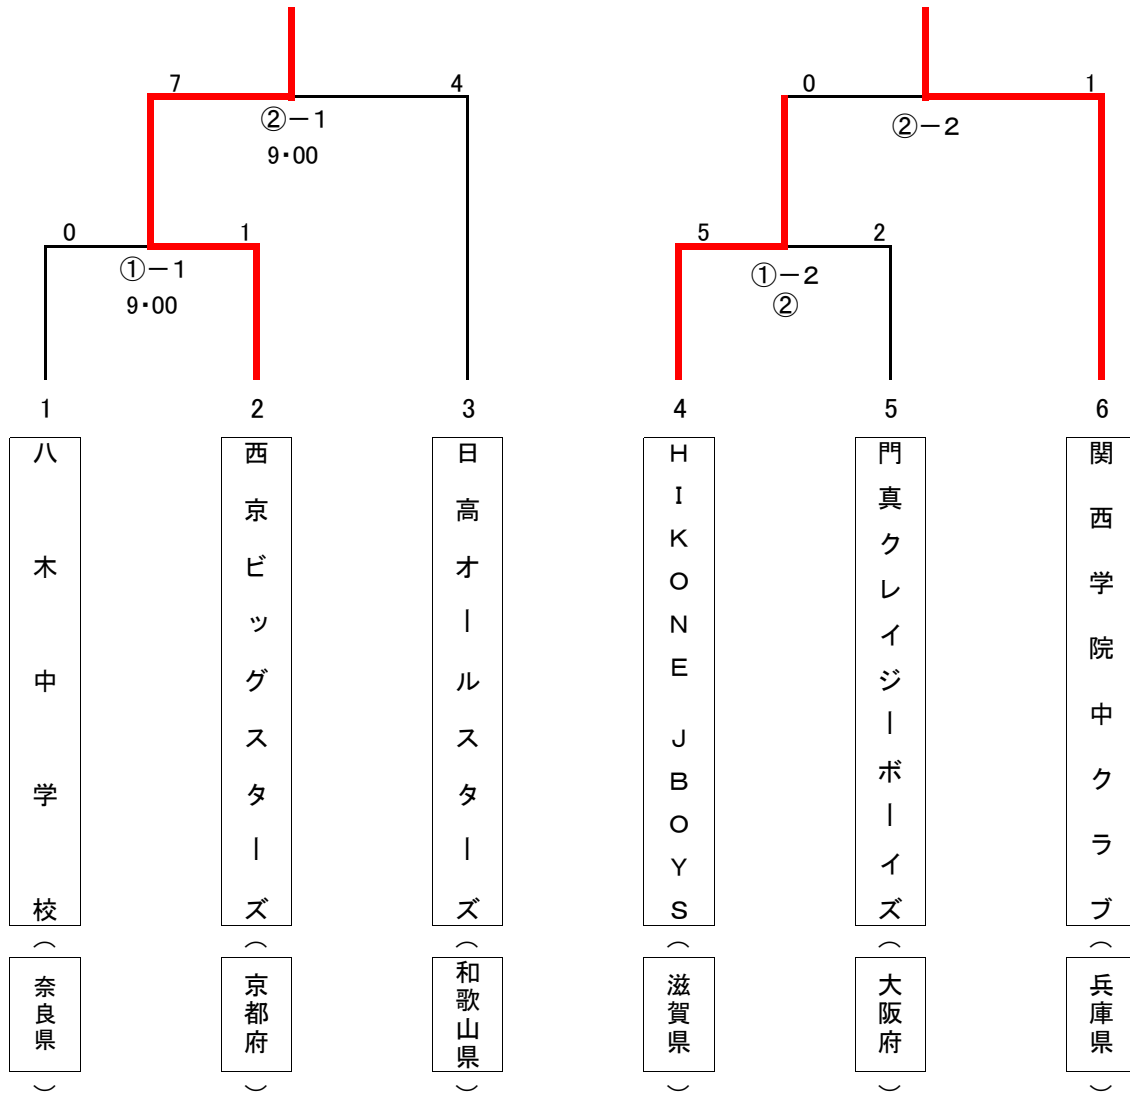 7
4
0
1
②－1
②－2
9・00
0
1
5
2
①－1
①－2
9・00
②
1
2
3
4
5
6
八木中学校
西京ビッグスターズ
日高オールスターズ
HIKONE JBOYS
門真クレイジーボーイズ
関西学院中クラブ
（奈良県）
（京都府）
（和歌山県）
（滋賀県）
（大阪府）
（兵庫県）